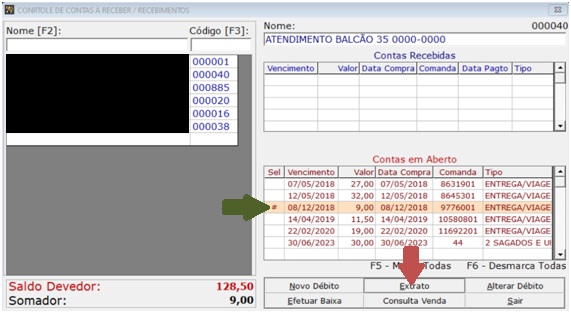 CONRTOLE DE CONTAS A RECEBER / RECEBIMENTOS
Nome [F2]: Código [F3]:
000001
000040
000885
000020
000016
000038
Saldo Devedor: 128,50
Somador: 9,00
Nome: 000040
ATENDIMENTO BALCÃO 35 0000-0000
Contas Recebidas
Vencimento Valor Data Compra Comanda Data Pagto Tipo
Contas em Aberto
Sel Vencimento Valor Data Compra Comanda Tipo
07/05/2018 27,00 07/05/2018 8631901 ENTREGA/VIAGE
12/05/2018 32,00 12/05/2018 8645301 ENTREGA/VIAGE
# 08/12/2018 9,00 08/12/2018 9776001 ENTREGA/VIAGE
14/04/2019 11,50 14/04/2019 10580801 ENTREGA/VIAGE
22/02/2020 19,00 22/02/2020 11692201 ENTREGA/VIAGE
30/06/2023 30,00 30/06/2023 44 2 SAGADOS E
F5 - Todas F6 - Desmarca Todas
Novo Débito Extrato Alterar Débito
Efetuar Baixa Consulta Venda Sair